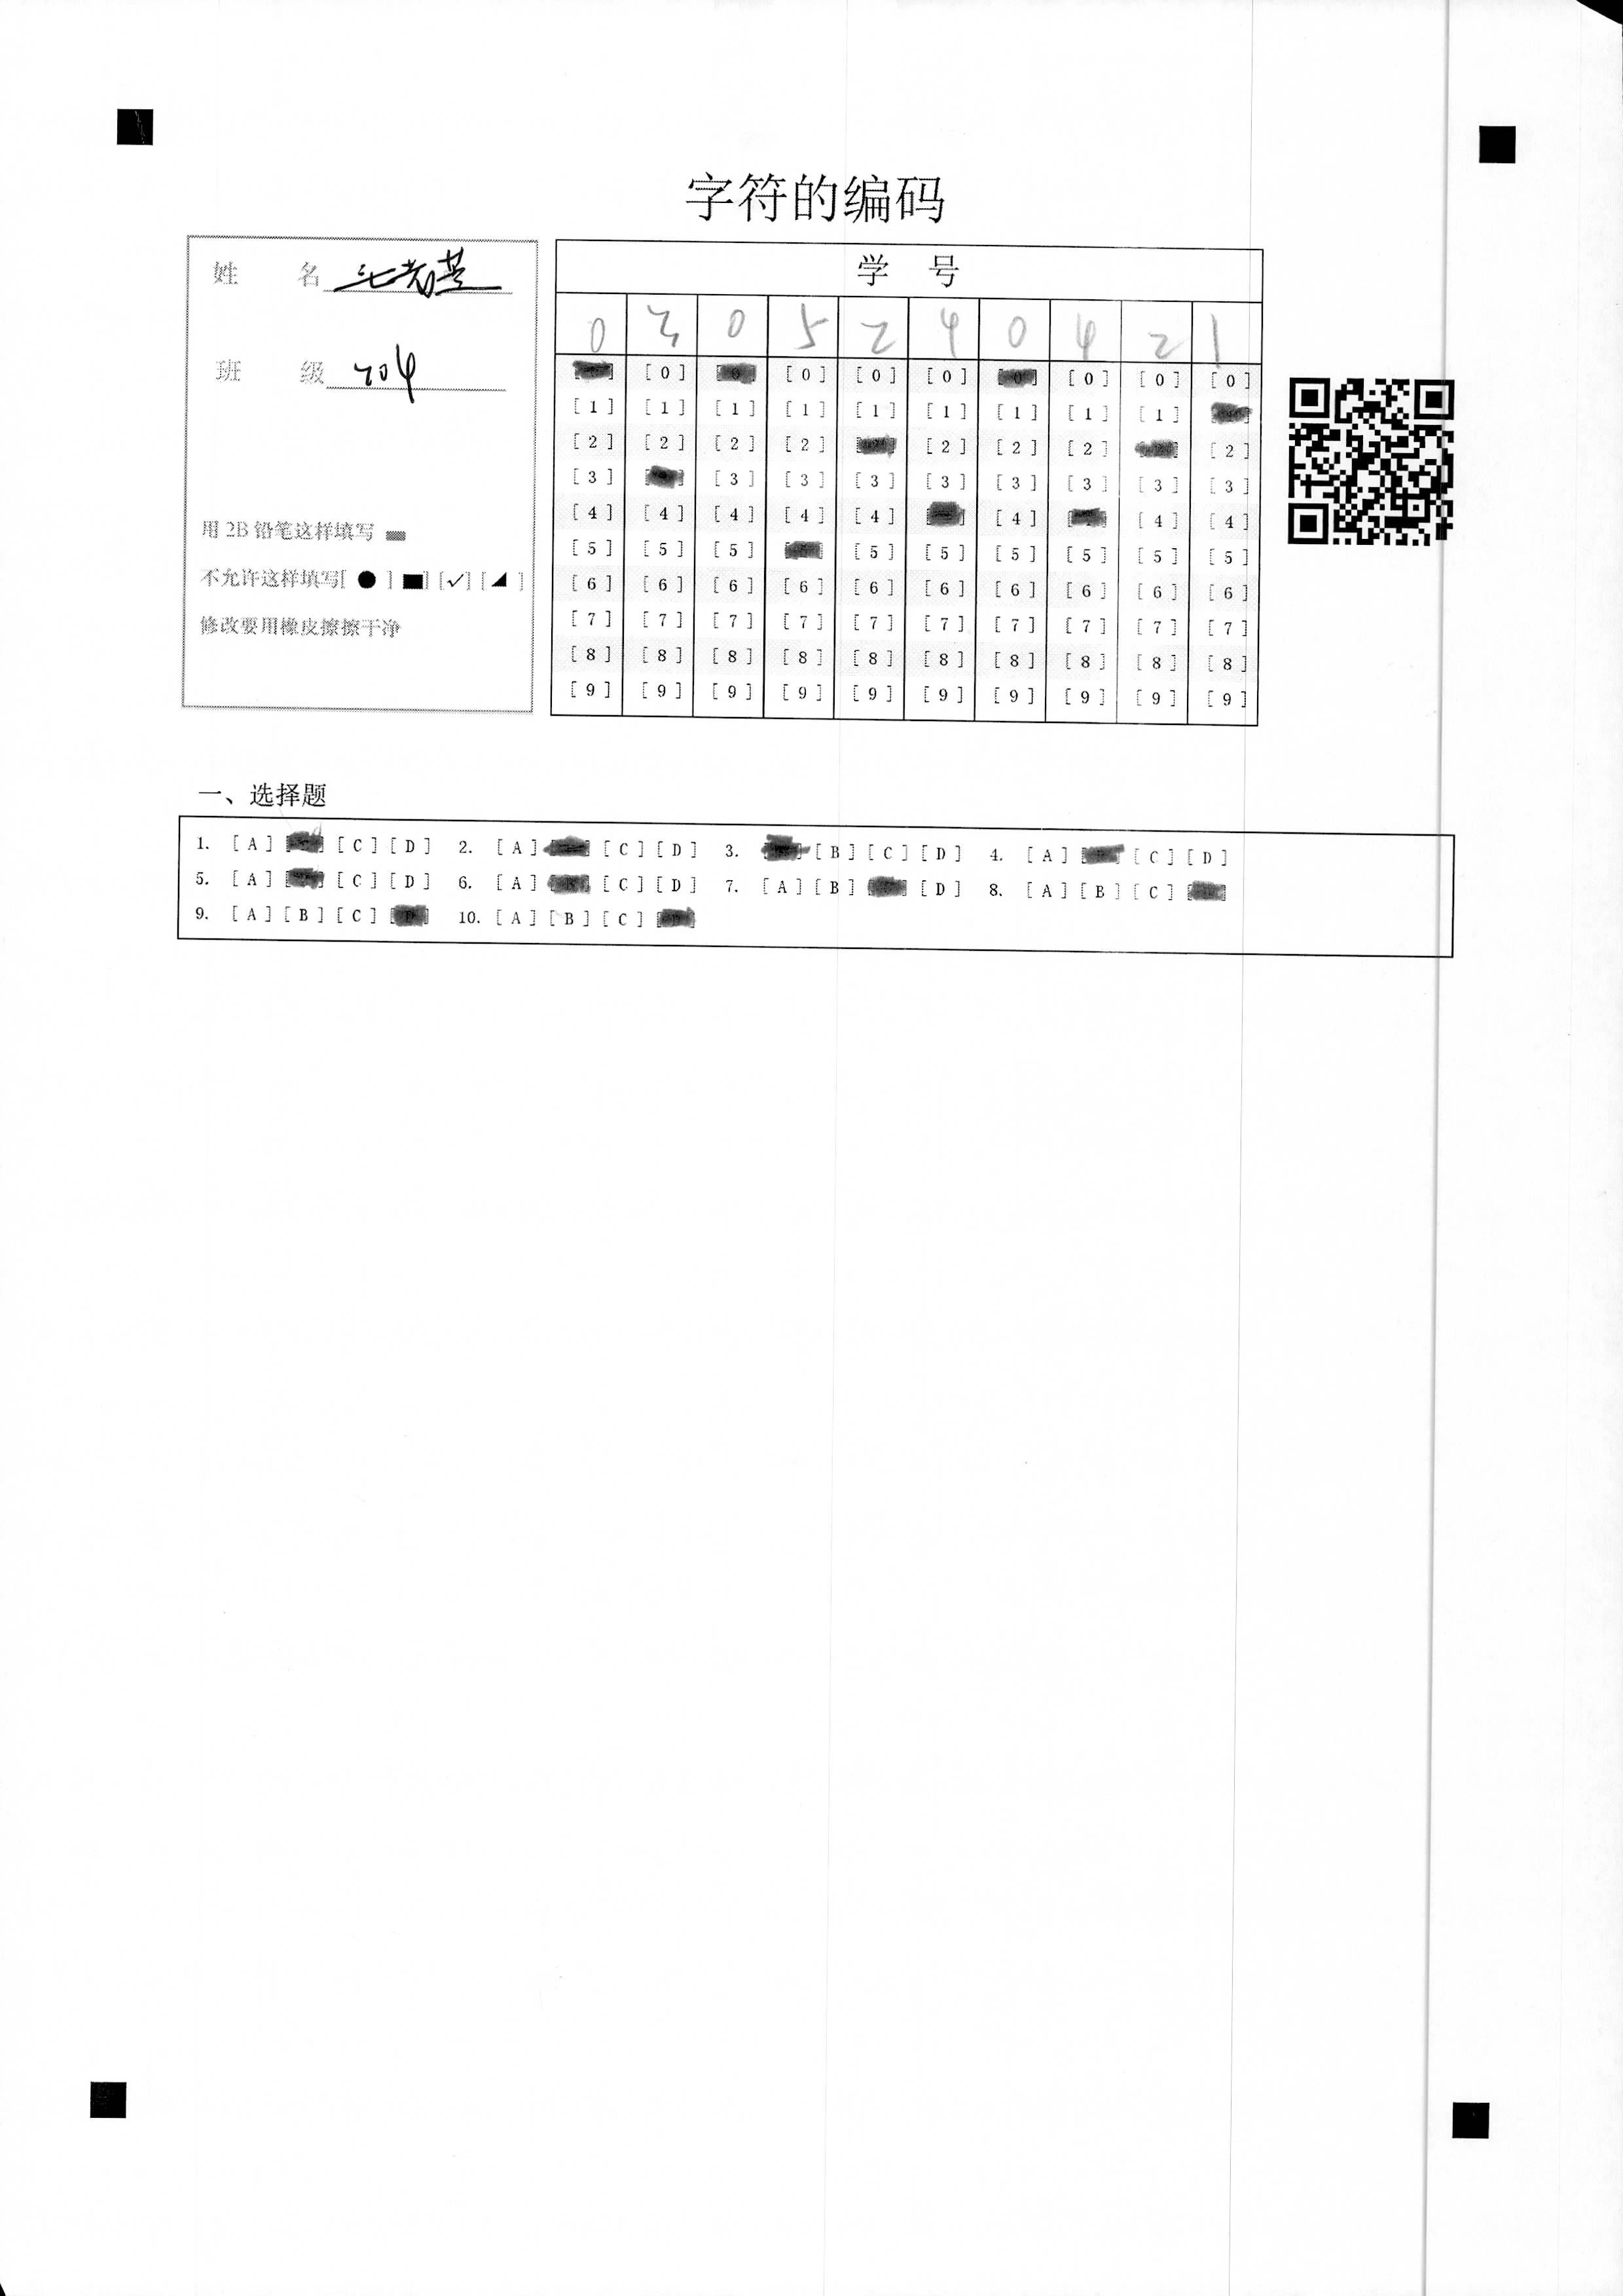 字符的编码
姓 名
班 级 704
用 2B 铅笔这样填写
不允许这样填写[ ● ] [■] [✓] [◢ ]
修改要用橡皮擦擦干净
学 号
0 3 0 5 2 4 0 4 2 1
[0] [0] [0] [0] [0] [0] [0] [0]
[1] [1] [1] [1] [1] [1] [1] [1] [1]
[2] [2] [2] [2] [2] [2] [2] [2]
[3] [3] [3] [3] [3] [3] [3] [3] [3]
[4] [4] [4] [4] [4] [4] [4] [4]
[5] [5] [5] [5] [5] [5] [5] [5] [5]
[6] [6] [6] [6] [6] [6] [6] [6] [6] [6]
[7] [7] [7] [7] [7] [7] [7] [7] [7] [7]
[8] [8] [8] [8] [8] [8] [8] [8] [8] [8]
[9] [9] [9] [9] [9] [9] [9] [9] [9] [9]
一、选择题
1. [A] [C] [D] 2. [A] [C] [D] 3. [B] [C] [D] 4. [A] [C] [D]
5. [A] [C] [D] 6. [A] [B] [C] [D] 7. [A] [B] [D] 8. [A] [B] [C]
9. [A] [B] [C] [D] 10. [A] [B] [C] [D]